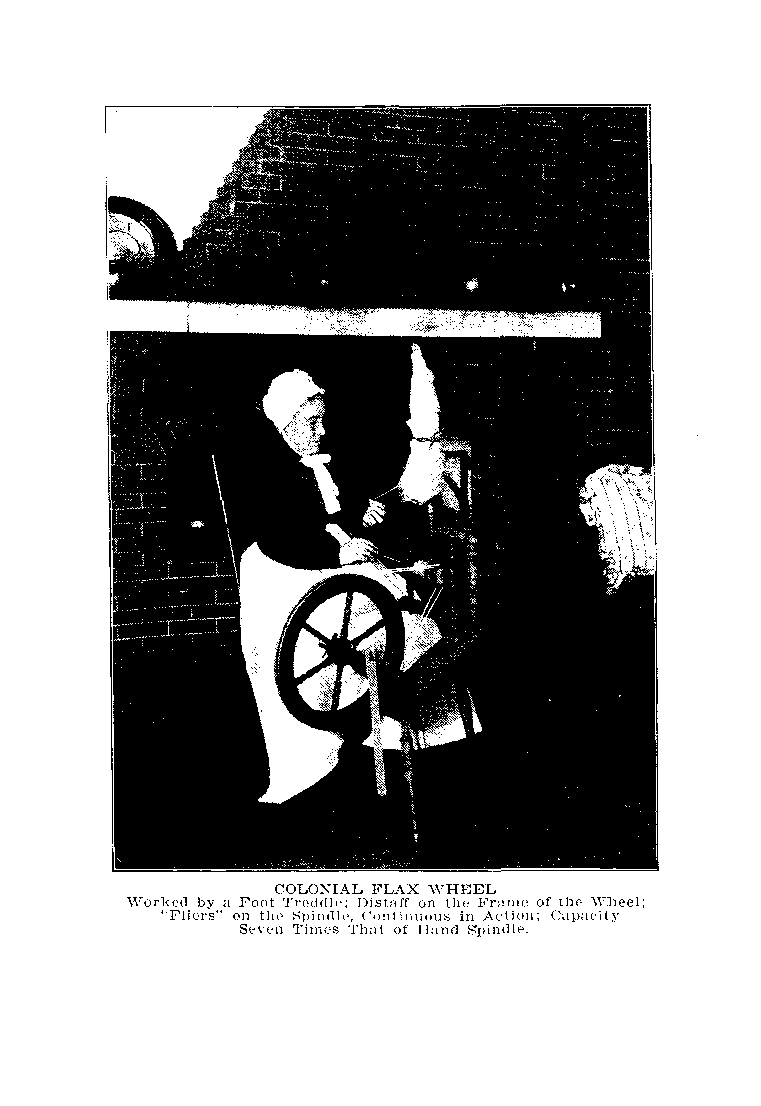 COLONIAL FLAX WHEEL
Worked by a Foot Treddle; Distaff on the Frame of the Wheel;
"Fliers" on the Spindle, Continuous in Action; Capacity
Seven Times That of Hand Spindle.